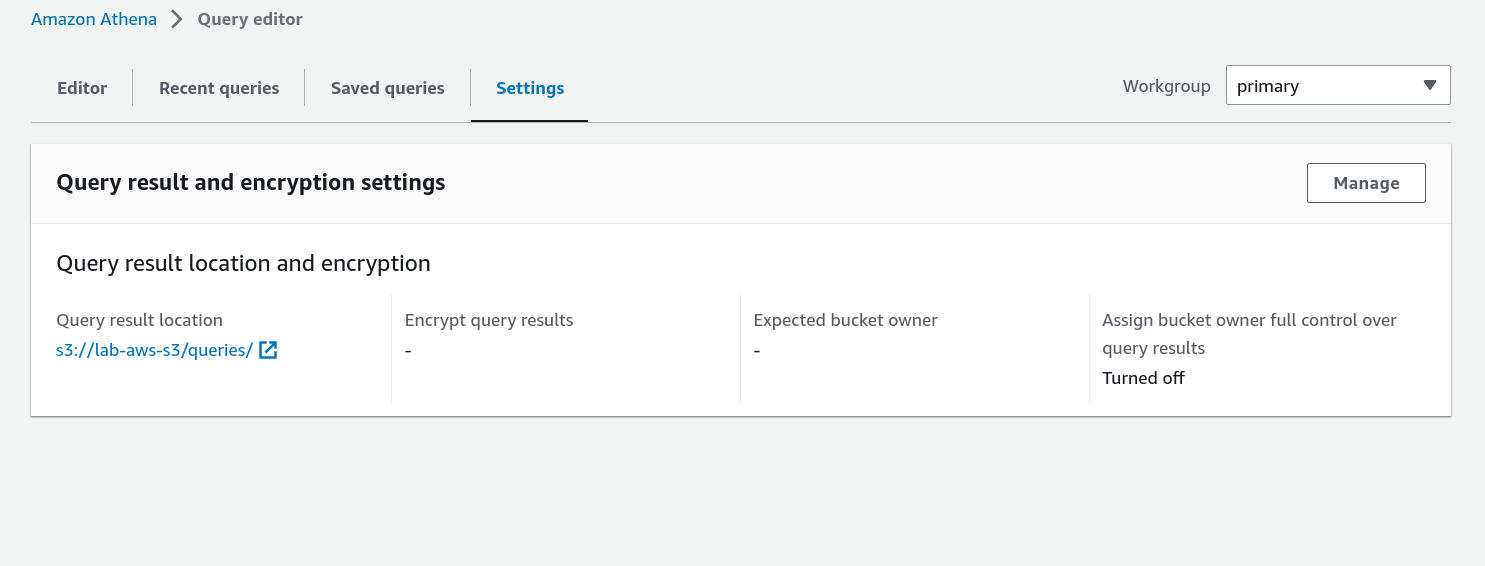 Amazon Athena > Query editor
Editor Recent queries Saved queries Settings Workgroup primary
Query result and encryption settings Manage
Query result location and encryption
Query result location
s3://lab-aws-s3/queries/
Encrypt query results
-
Expected bucket owner
-
Assign bucket owner full control over
query results
Turned off